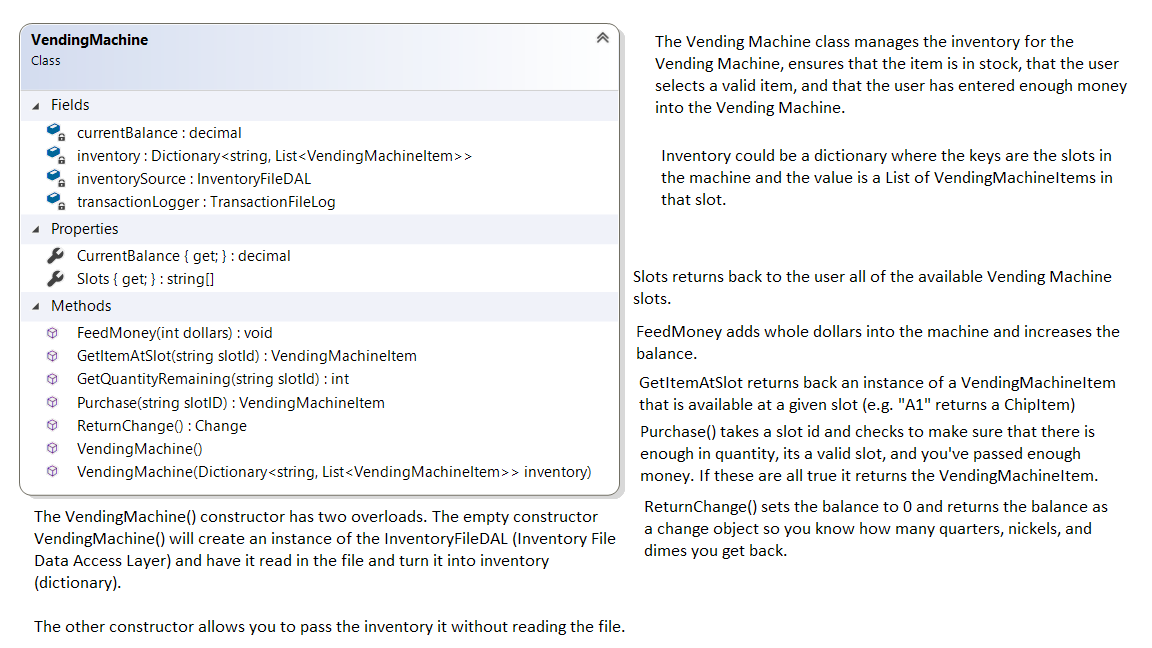 VendingMachine
Class
Fields
currentBalance : decimal
inventory : Dictionary<string, List<VendingMachineItem>>
inventorySource : InventoryFileDAL
transactionLogger : TransactionFileLog
Properties
CurrentBalance { get; } : decimal
Slots { get; } : string[]
Methods
FeedMoney(int dollars) : void
GetItemAtSlot(string slotId) : VendingMachineItem
GetQuantityRemaining(string slotId) : int
Purchase(string slotID) : VendingMachineItem
ReturnChange() : Change
VendingMachine()
VendingMachine(Dictionary<string, List<VendingMachineItem>> inventory)
The VendingMachine() constructor has two overloads. The empty constructor
VendingMachine() will create an instance of the InventoryFileDAL (Inventory File
Data Access Layer) and have it read in the file and turn it into inventory
(dictionary).
The other constructor allows you to pass the inventory it without reading the file.
The Vending Machine class manages the inventory for the
Vending Machine, ensures that the item is in stock, that the user
selects a valid item, and that the user has entered enough money
into the Vending Machine.
Inventory could be a dictionary where the keys are the slots in
the machine and the value is a List of VendingMachineItems in
that slot.
Slots returns back to the user all of the available Vending Machine
slots.
FeedMoney adds whole dollars into the machine and increases the
balance.
GetItemAtSlot returns back an instance of a VendingMachineItem
that is available at a given slot (e.g. "A1" returns a ChipItem)
Purchase() takes a slot id and checks to make sure that there is
enough in quantity, its a valid slot, and you've passed enough
money. If these are all true it returns the VendingMachineItem.
ReturnChange() sets the balance to 0 and returns the balance as
a change object so you know how many quarters, nickels, and
dimes you get back.